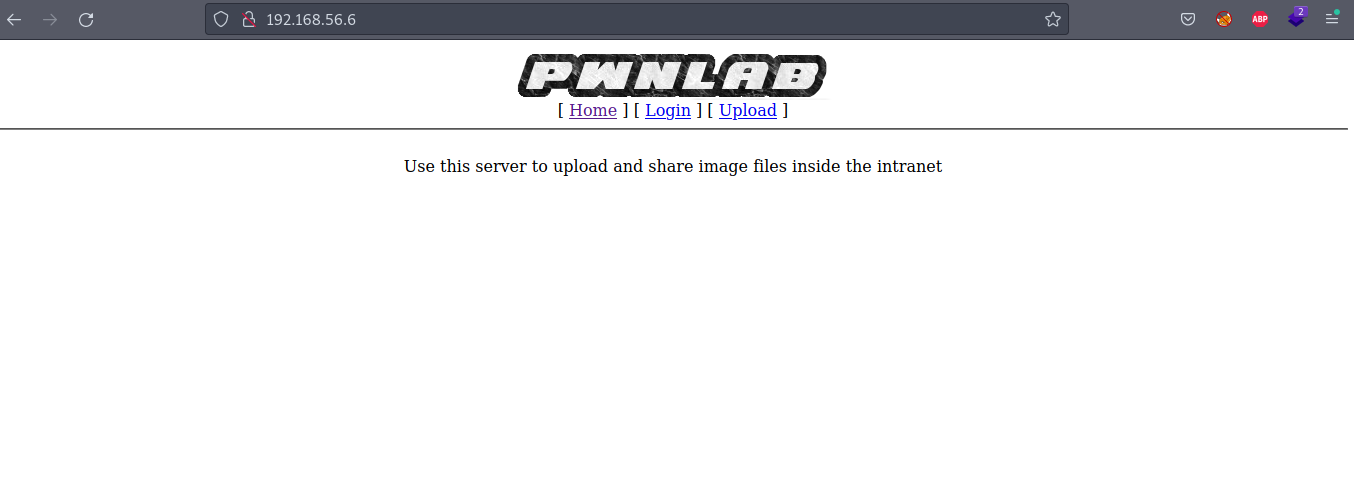 192.168.56.6
2
ABP
PWNLAB
[ Home ] [ Login ] [ Upload ]
Use this server to upload and share image files inside the intranet